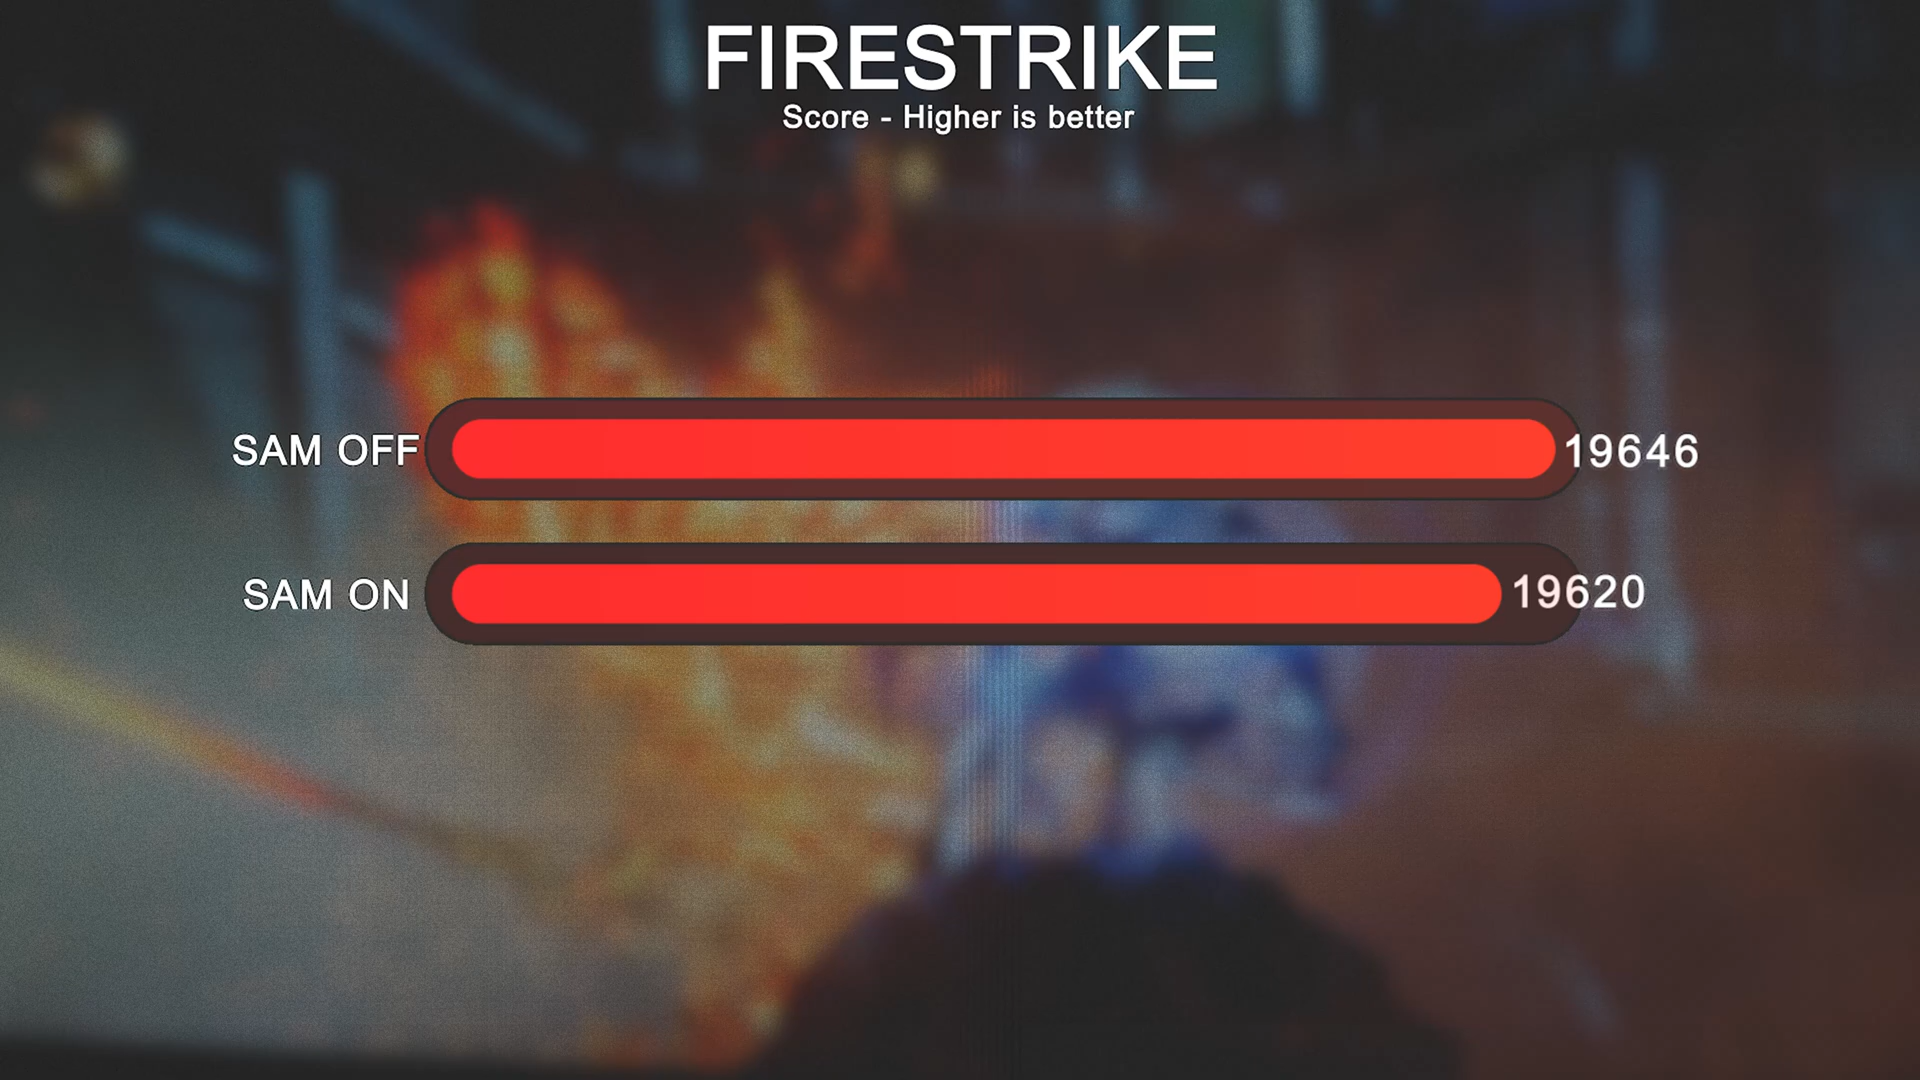 FIRESTRIKE
Score - Higher is better
SAM OFF 19646
SAM ON 19620